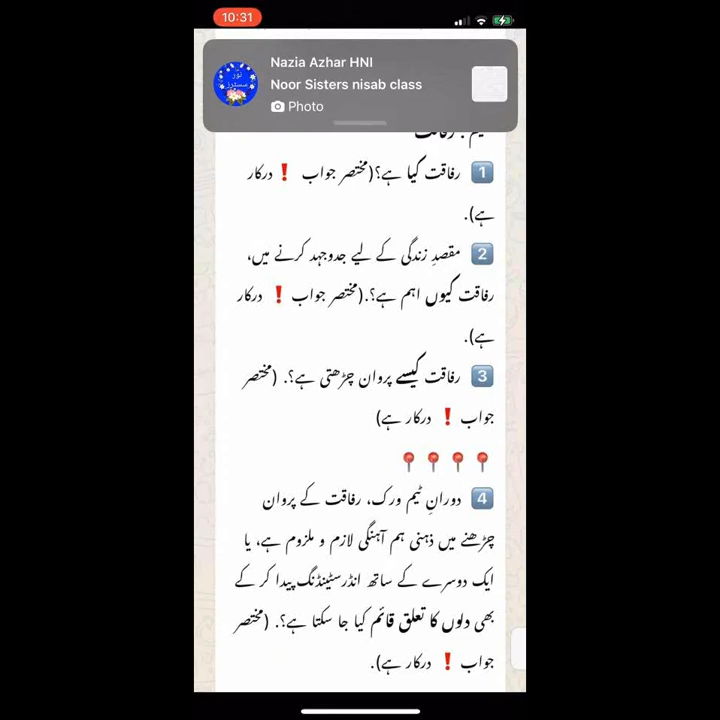 10:31
Nazia Azhar HNI
Noor Sisters nisab class
Photo
1 رفاقت کیا ہے؟(مختصر جواب ❗ درکار
ہے).
2 مقصدِ زندگی کے لیے جدوجہد کرنے میں،
رفاقت کیوں اہم ہے؟.(مختصر جواب ❗ درکار
ہے).
3 رفاقت کیسے پروان چڑھتی ہے؟. (مختصر
جواب ❗ درکار ہے)
📍 📍 📍 📍
4 دورانِ ٹیم ورک، رفاقت کے پروان
چڑھنے میں ذہنی ہم آہنگی لازم و ملزوم ہے، یا
ایک دوسرے کے ساتھ انڈرسٹینڈنگ پیدا کر کے
بھی دلوں کا تعلق قائم کیا جا سکتا ہے؟. (مختصر
جواب ❗ درکار ہے).